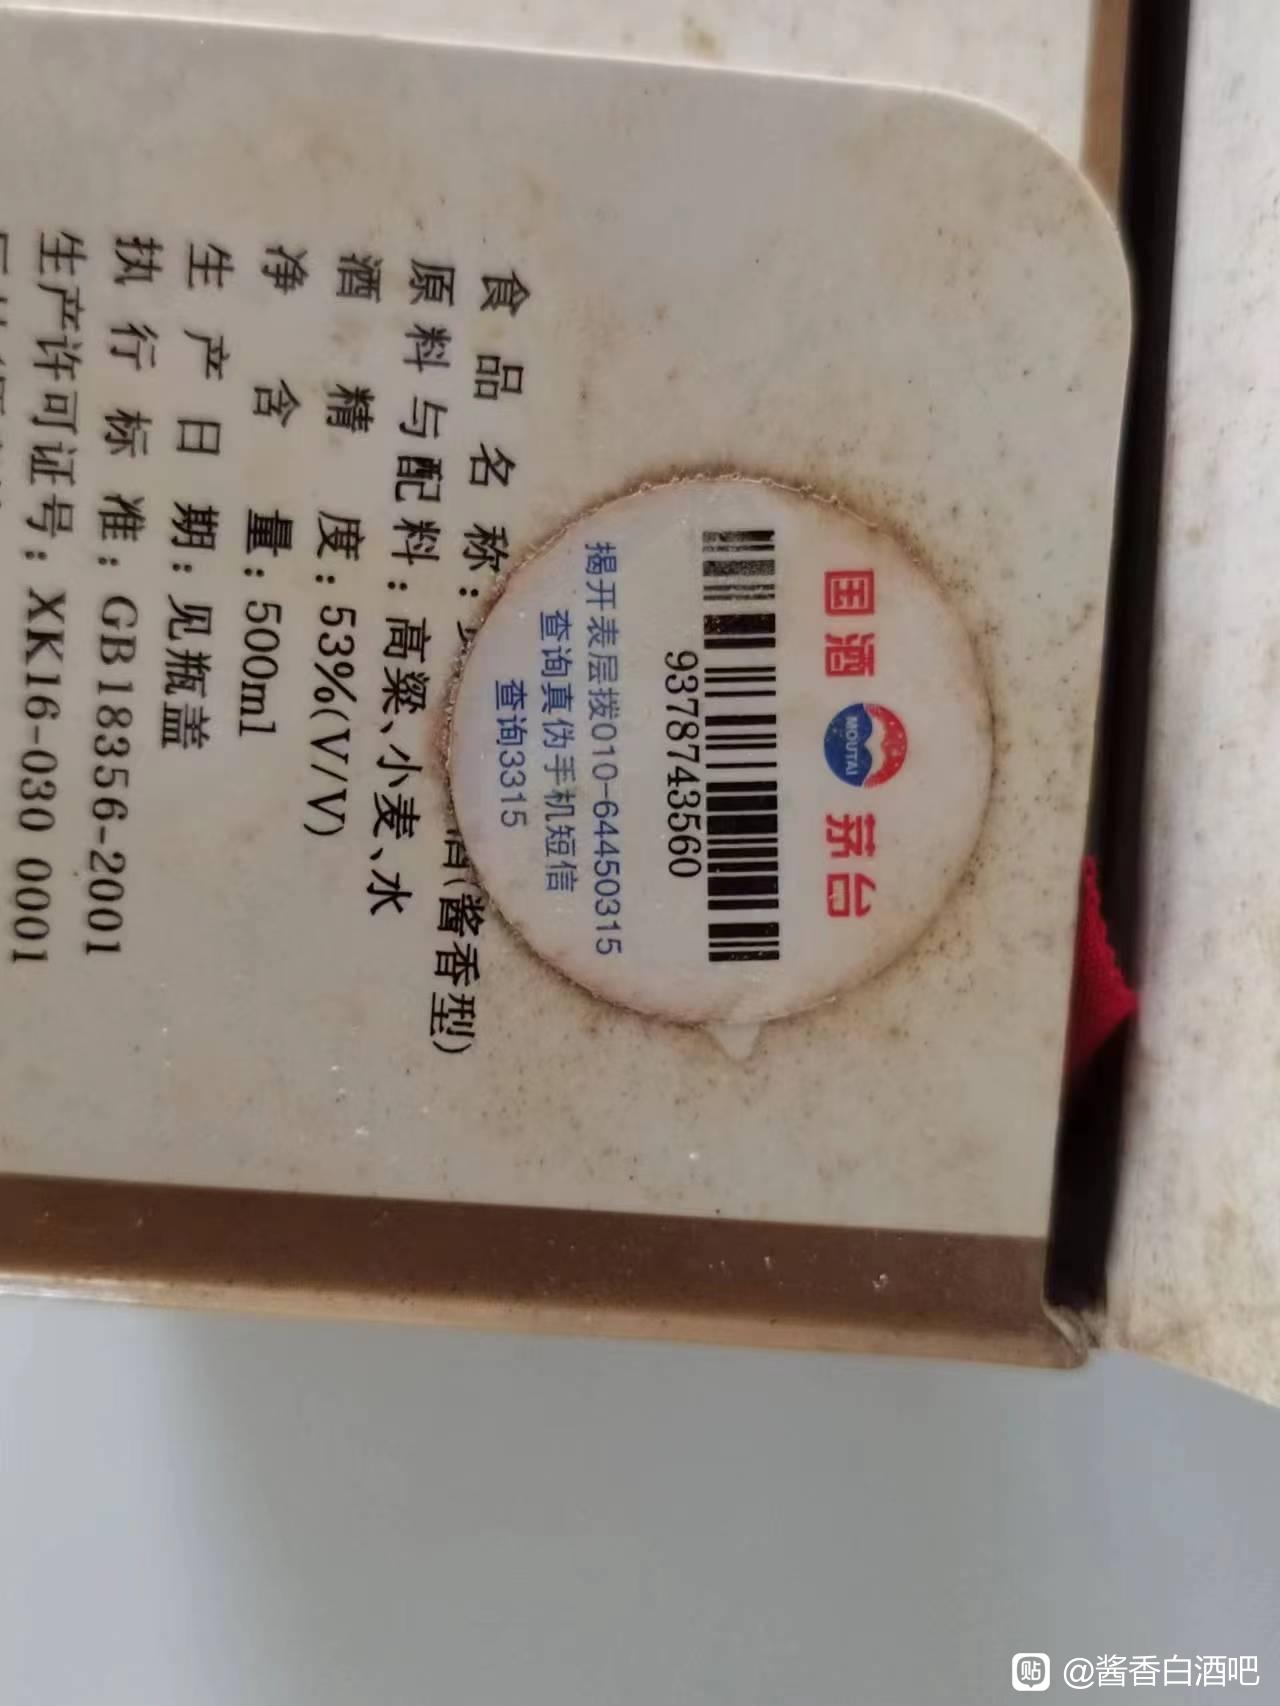 食品名称:
酒(酱香型)
原料与配料:高粱、小麦、水
酒精度:53%(V/V)
净含量:500ml
生产日期:见瓶盖
执行标准:GB18356-2001
生产许可证号:XK16-030 0001
国酒 茅台
MOUTAI
9378743560
揭开表层拨010-64450315
查询真伪手机短信
查询3315
贴 @酱香白酒吧